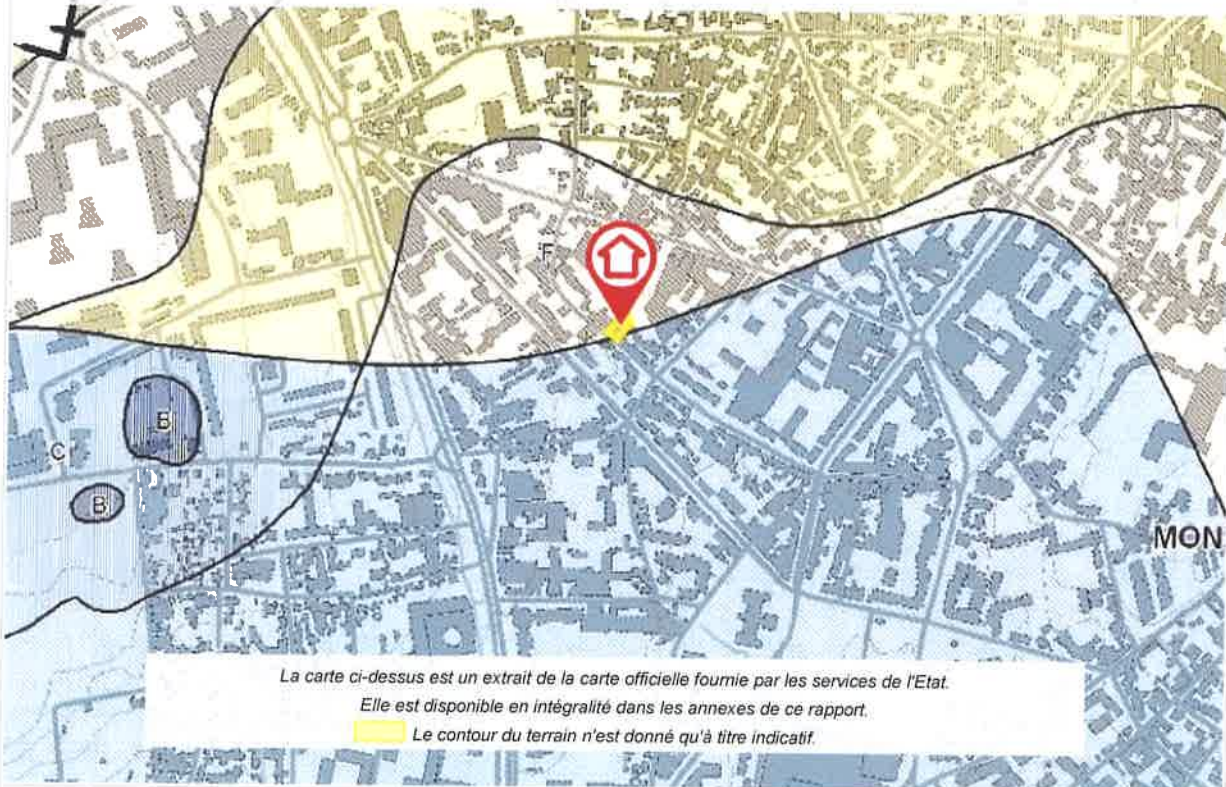 F
B
C
B
MON
La carte ci-dessus est un extrait de la carte officielle fournie par les services de l'Etat.
Elle est disponible en intégralité dans les annexes de ce rapport.
Le contour du terrain n'est donné qu'à titre indicatif.